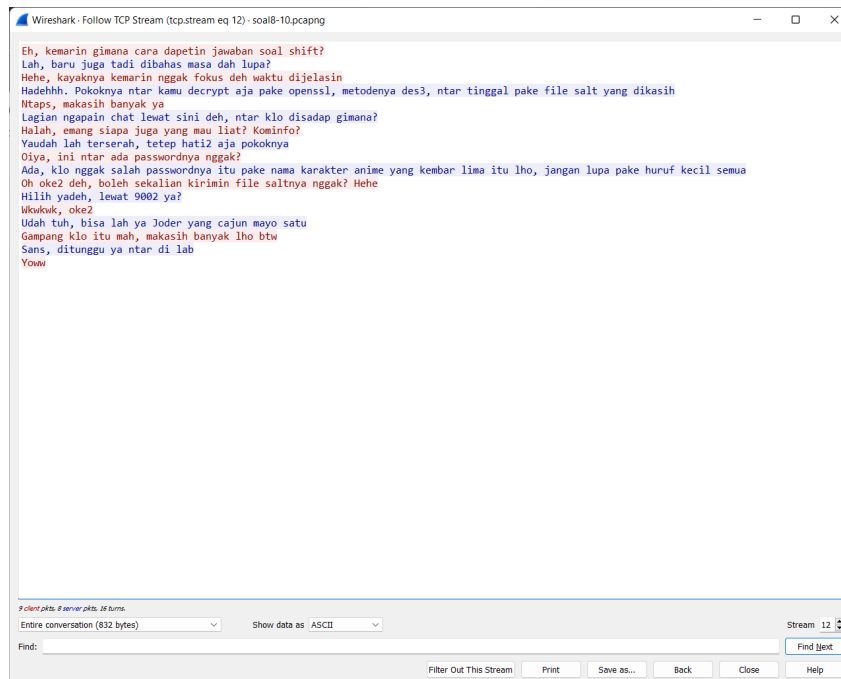 Wireshark · Follow TCP Stream (tcp.stream eq 12) · soal8-10.pcapng
Eh, kemarin gimana cara dapetin jawaban soal shift?
Lah, baru juga tadi dibahas masa dah lupa?
Hehe, kayaknya kemarin nggak fokus deh waktu dijelasin
Hadehhh. Pokoknya ntar kamu decrypt aja pake openssl, metodenya des3, ntar tinggal pake file salt yang dikasih
Ntaps, makasih banyak ya
Lagian ngapain chat lewat sini deh, ntar klo disadap gimana?
Halah, emang siapa juga yang mau liat? Kominfo?
Yaudah lah terserah, tetep hati2 aja pokoknya
Oiya, ini ntar ada passwordnya nggak?
Ada, klo nggak salah passwordnya itu pake nama karakter anime yang kembar lima itu lho, jangan lupa pake huruf kecil semua
Oh oke2 deh, boleh sekalian kirimin file saltnya nggak? Hehe
Hilih yadeh, lewat 9002 ya?
Wkwkwk, oke2
Udah tuh, bisa lah ya Joder yang cajun mayo satu
Gampang klo itu mah, makasih banyak lho btw
Sans, ditunggu ya ntar di lab
Yoww
9 client pkts, 8 server pkts, 16 turns.
Entire conversation (832 bytes) Show data as ASCII Stream 12
Find: Find Next
Filter Out This Stream Print Save as... Back Close Help